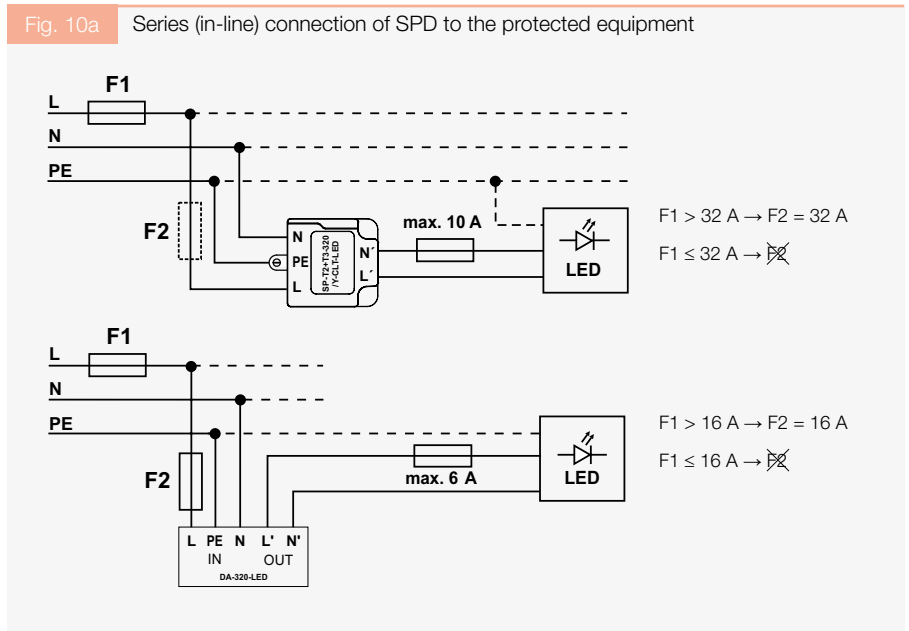 Fig. 10a Series (in-line) connection of SPD to the protected equipment
F1
L
N
PE
F2
N
PE
L
SP-T2+T3-320
/Y-CLT-LED
N´
L´
max. 10 A
LED
F1 > 32 A → F2 = 32 A
F1 ≤ 32 A → F2
F1
L
N
PE
F2
max. 6 A
LED
L PE N L' N'
IN OUT
DA-320-LED
F1 > 16 A → F2 = 16 A
F1 ≤ 16 A → F2